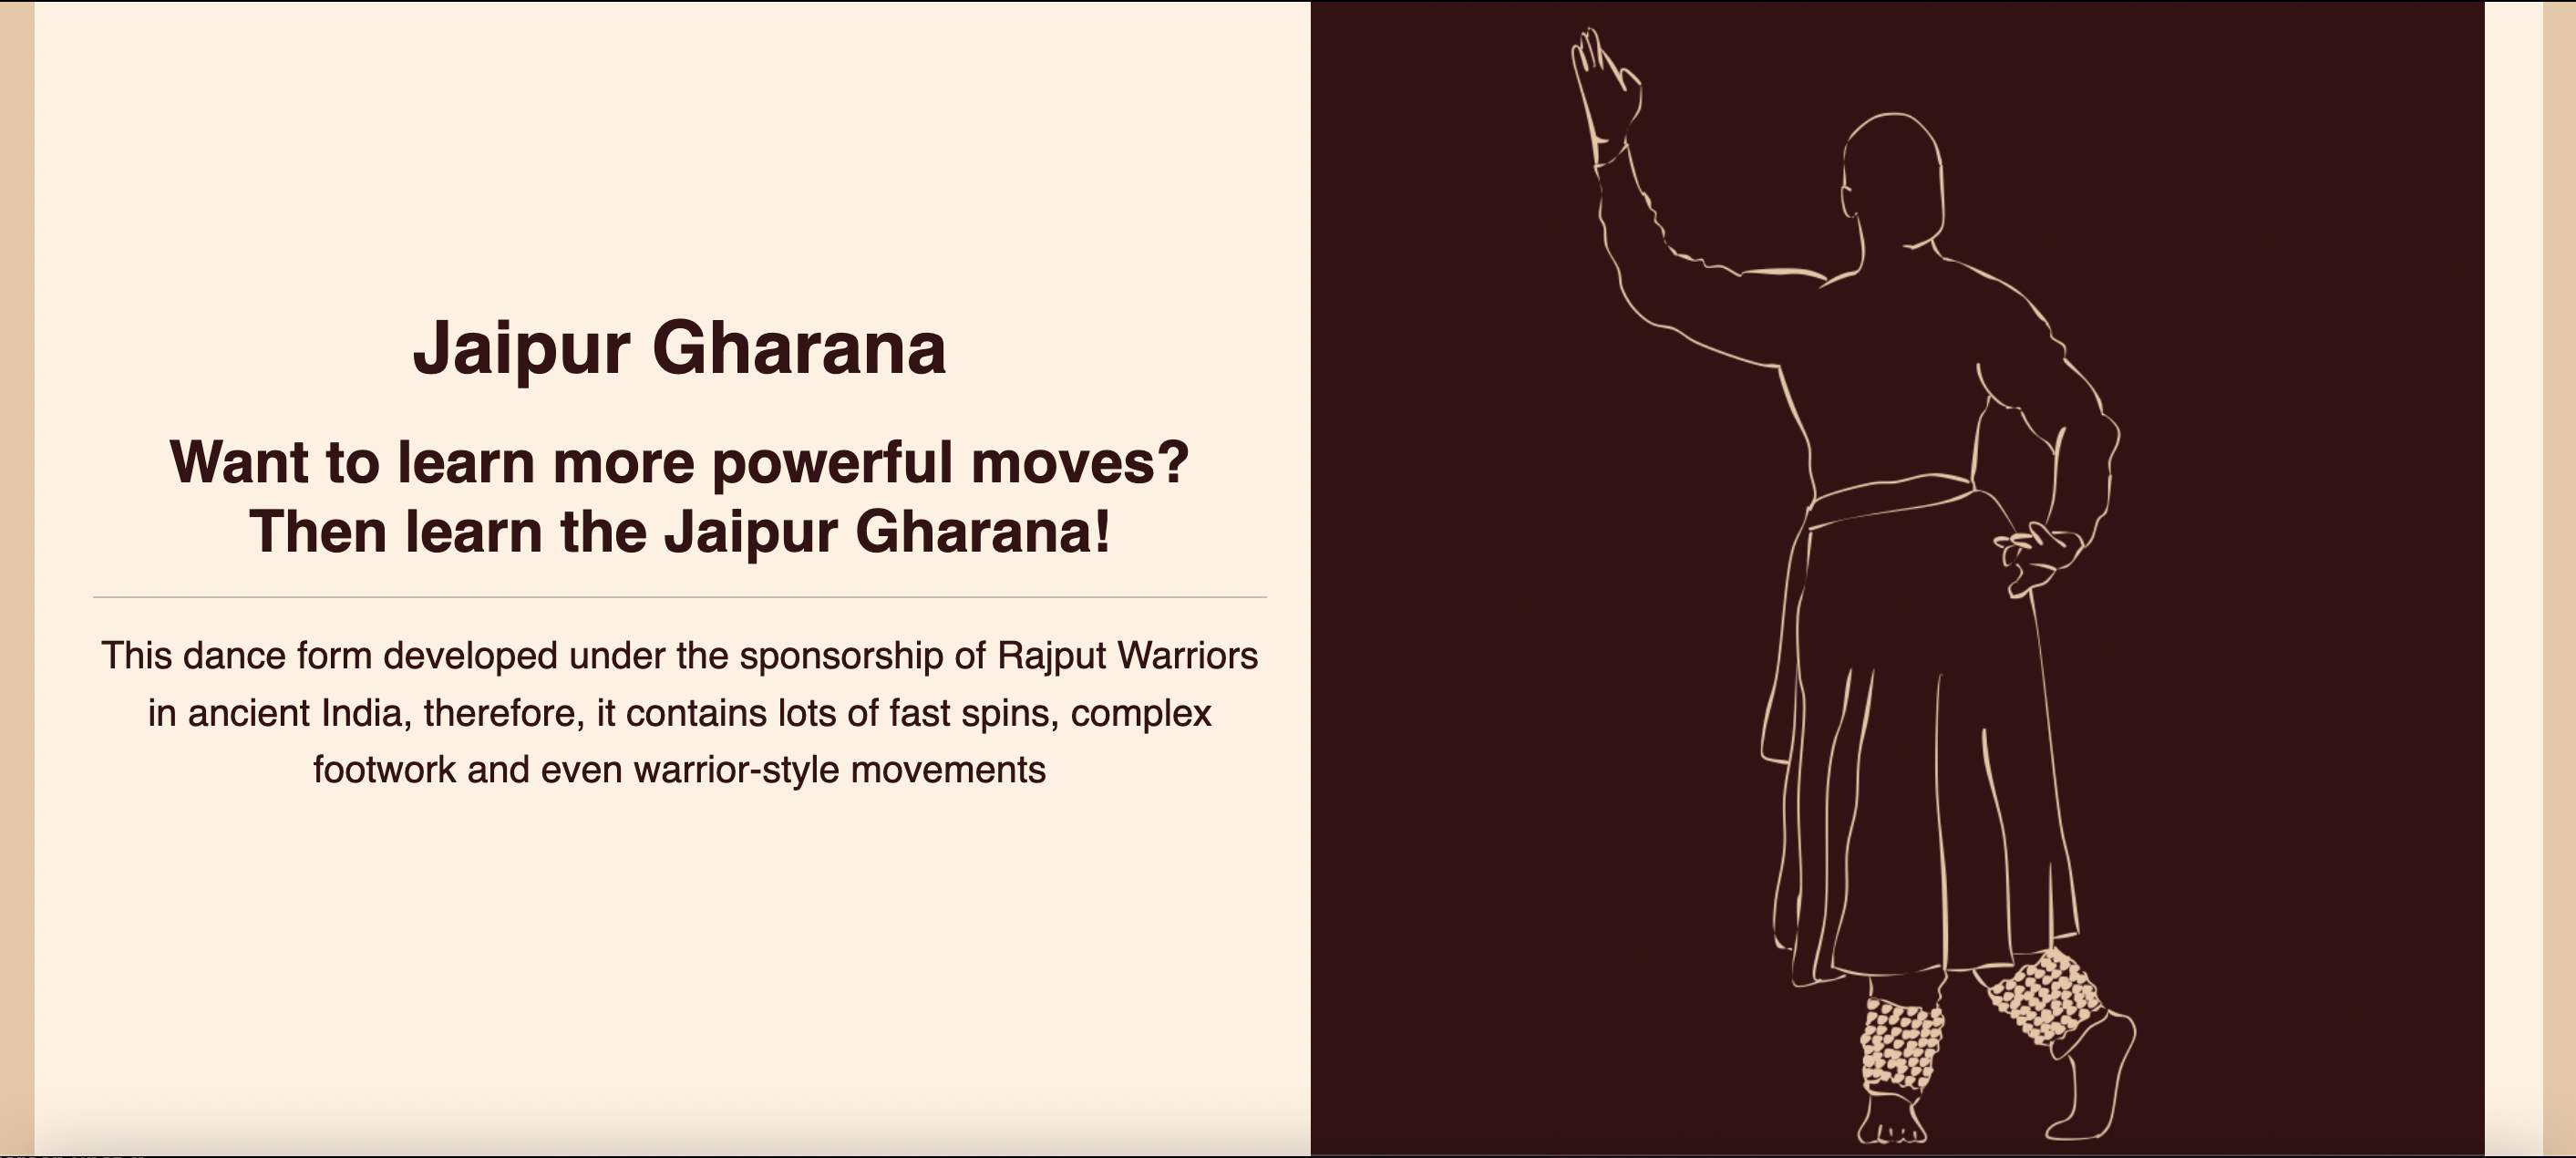 Jaipur Gharana
Want to learn more powerful moves?
Then learn the Jaipur Gharana!
This dance form developed under the sponsorship of Rajput Warriors
in ancient India, therefore, it contains lots of fast spins, complex
footwork and even warrior-style movements